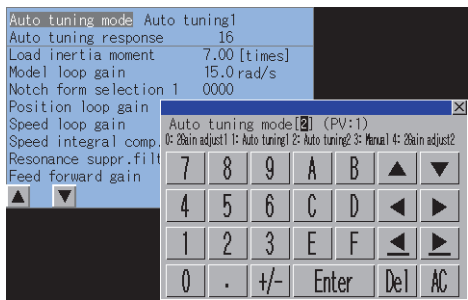 Auto tuning mode Auto tuning1
Auto tuning response 16
Load inertia moment 7.00 [times]
Model loop gain 15.0 rad/s
Notch form selection 1 0000
Position loop gain
Speed loop gain
Speed integral comp.
Resonance suppr.filt
Feed forward gain
▲ ▼
×
Auto tuning mode[2] (PV:1)
0: 2Gain adjust1 1: Auto tuning1 2: Auto tuning2 3: Manual 4: 2Gain adjust2
7 8 9 A B ▲ ▼
4 5 6 C D ◀ ▶
1 2 3 E F ◀ ▶
0 . +/- Enter Del AC